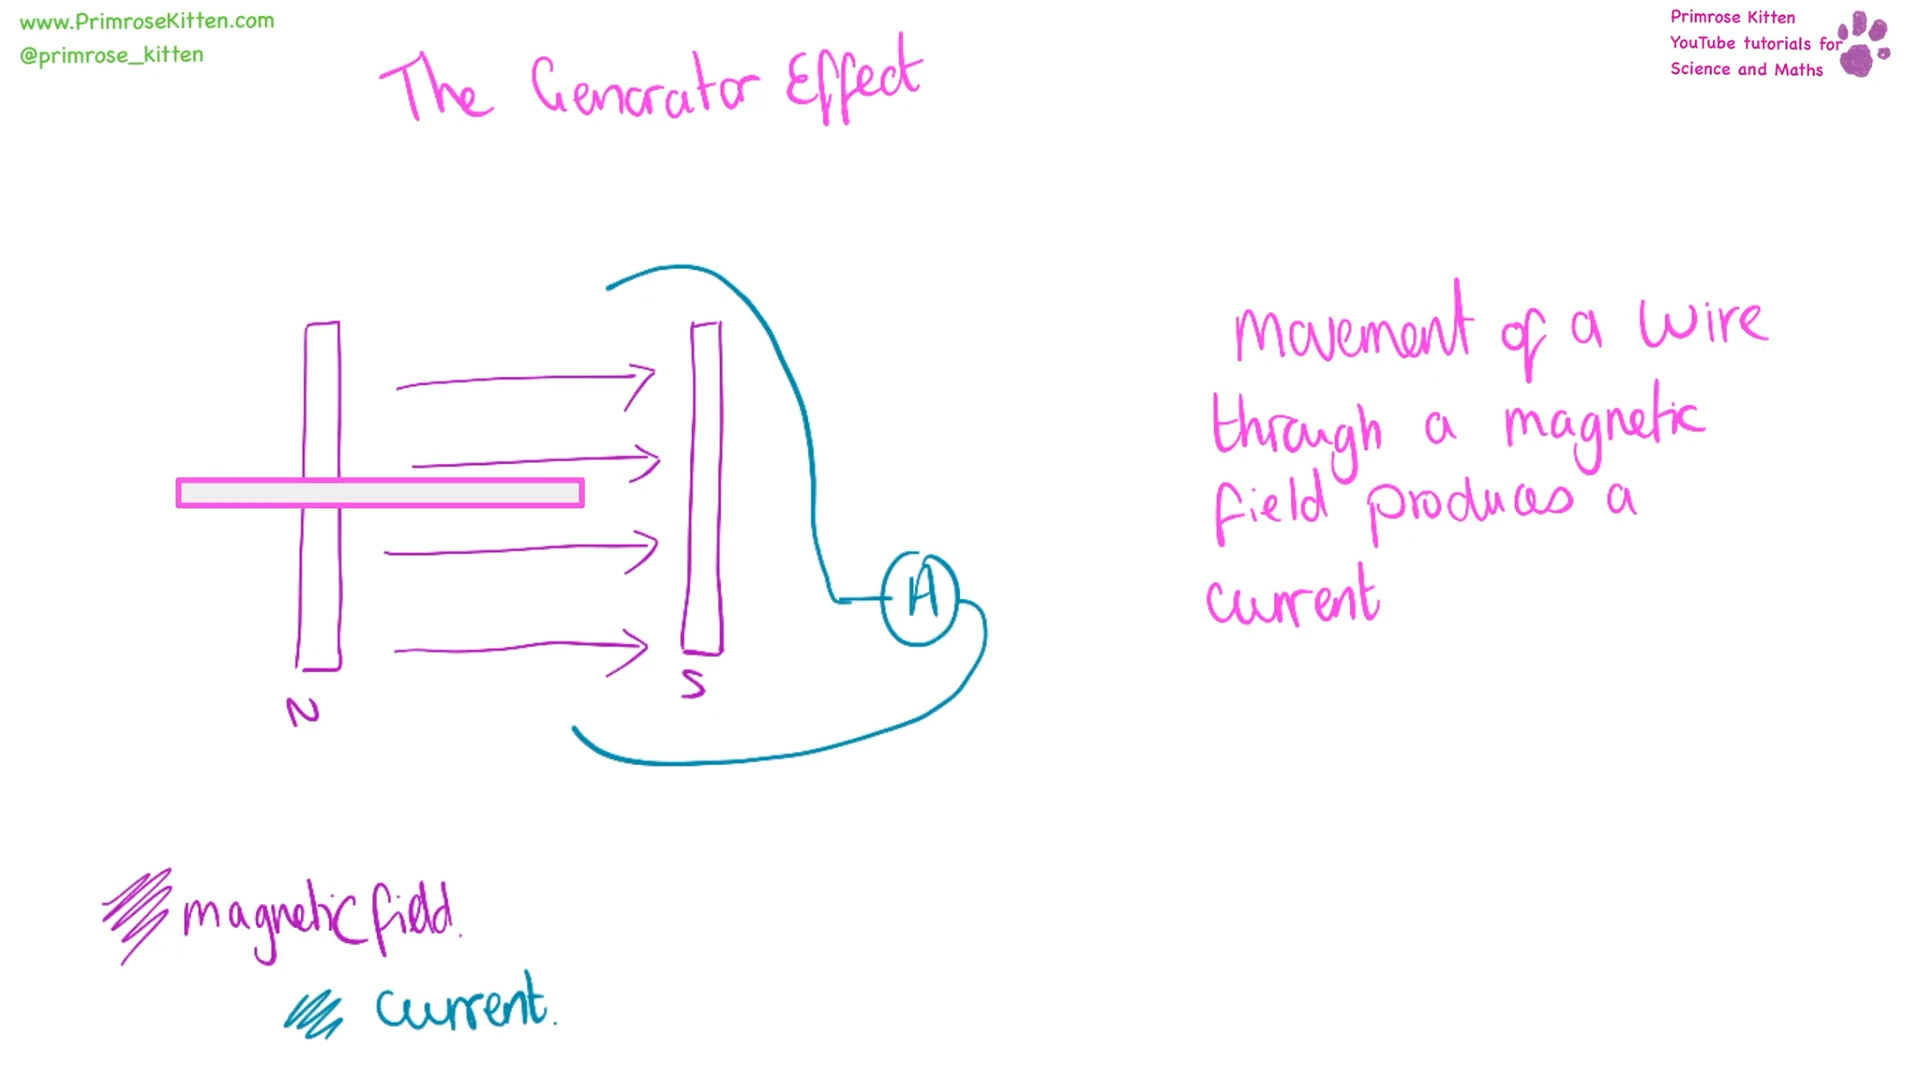 www.PrimroseKitten.com
@primrose_kitten
Primrose Kitten
YouTube tutorials for
Science and Maths
The Generator Effect
Movement of a wire
through a magnetic
field produces a
current
A
N
S
magnetic field.
current.